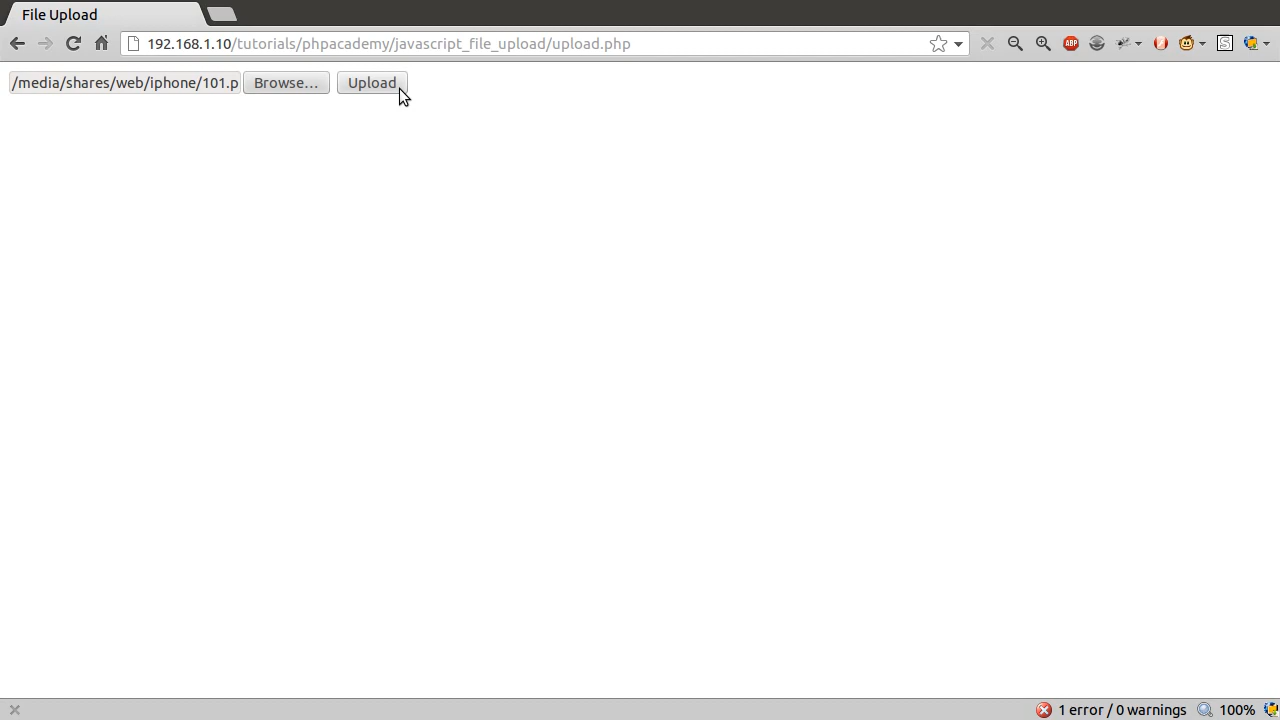 File Upload
192.168.1.10/tutorials/phpacademy/javascript_file_upload/upload.php
ABP
S
/media/shares/web/iphone/101.p
Browse...
Upload
1 error / 0 warnings
100%